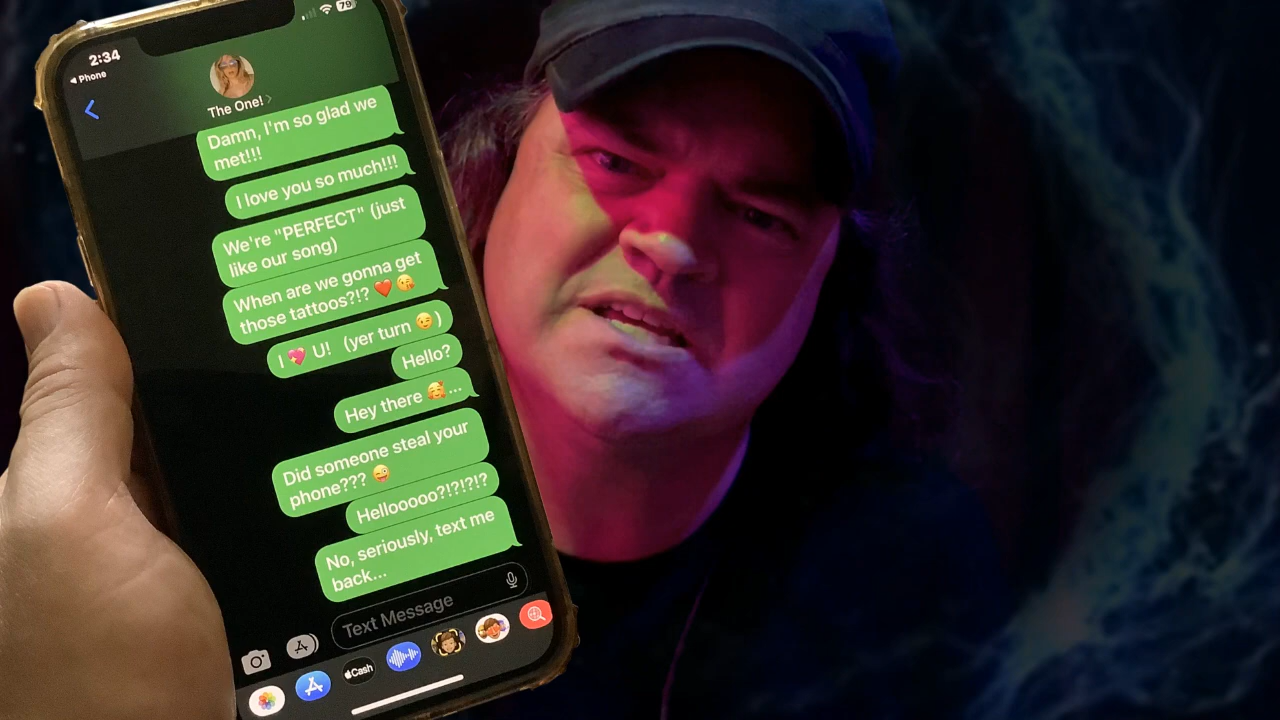 2:34
79
◀ Phone
The One! >
Damn, I'm so glad we
met!!!
I love you so much!!!
We're "PERFECT" (just
like our song)
When are we gonna get
those tattoos?!? ❤️ 😘
I 💖 U! (yer turn 😉)
Hello?
Hey there 🥰...
Did someone steal your
phone??? 😜
Hellooooo?!?!?!?
No, seriously, text me
back...
Text Message
Cash